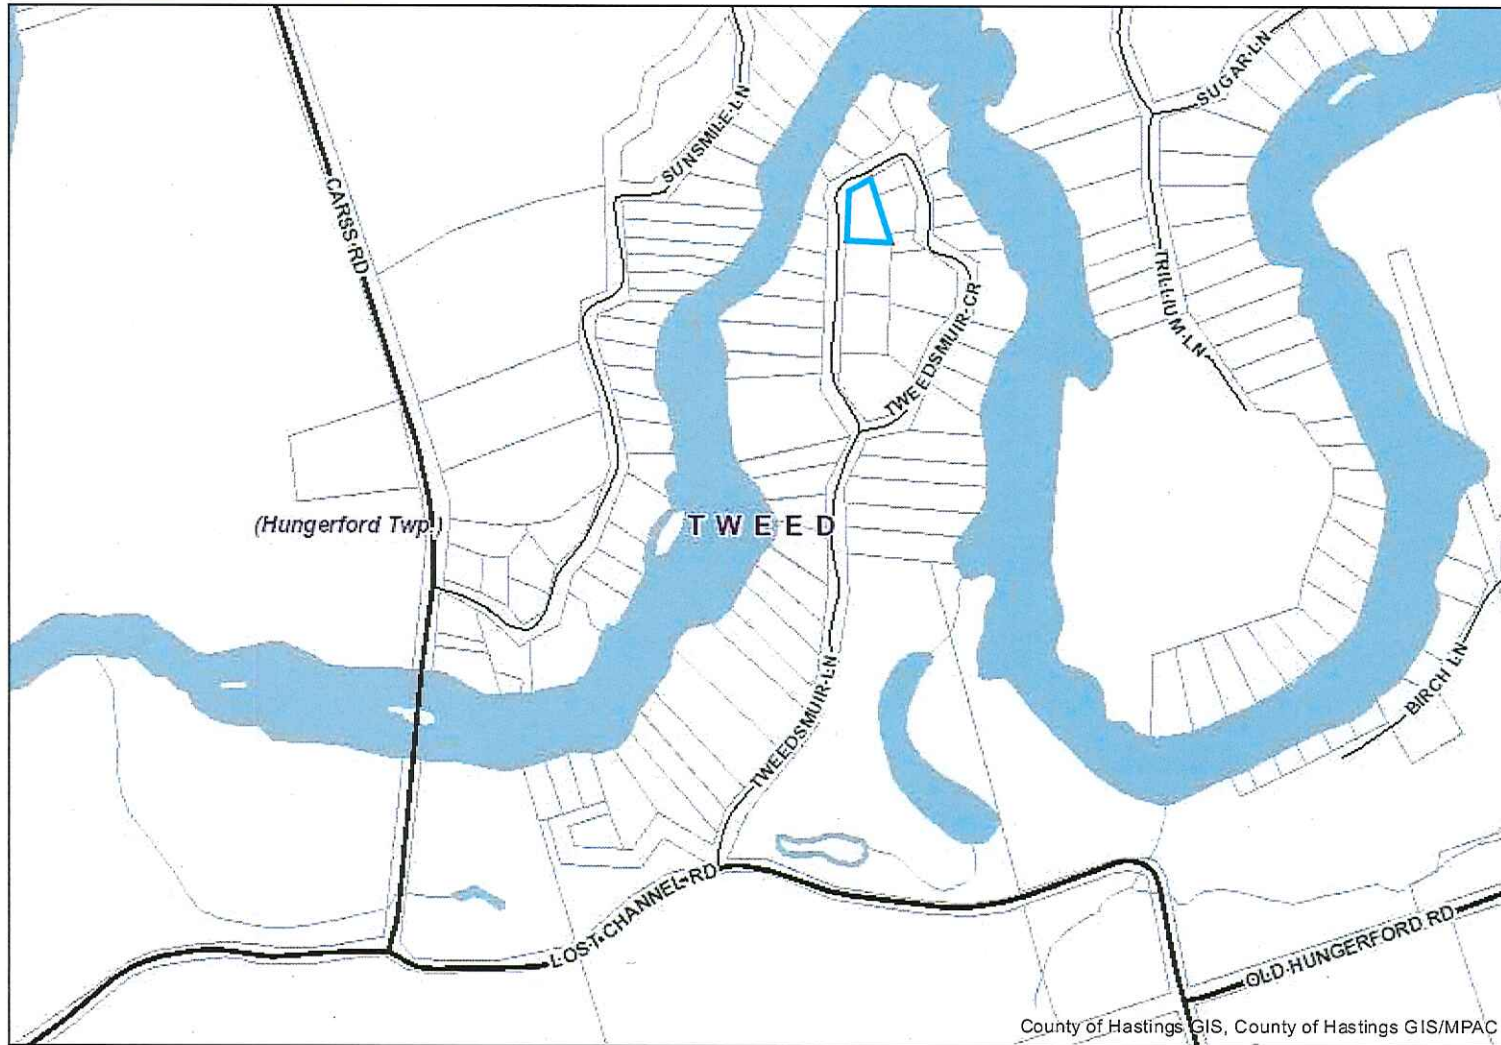 SUGAR LN
SUNSMILE LN
CARSS RD
TRILLIUM LN
TWEEDSMUIR CR
(Hungerford Twp.)
TWEED
BIRCH LN
TWEEDSMUIR LN
LOST CHANNEL RD
OLD HUNGERFORD RD
County of Hastings GIS, County of Hastings GIS/MPAC